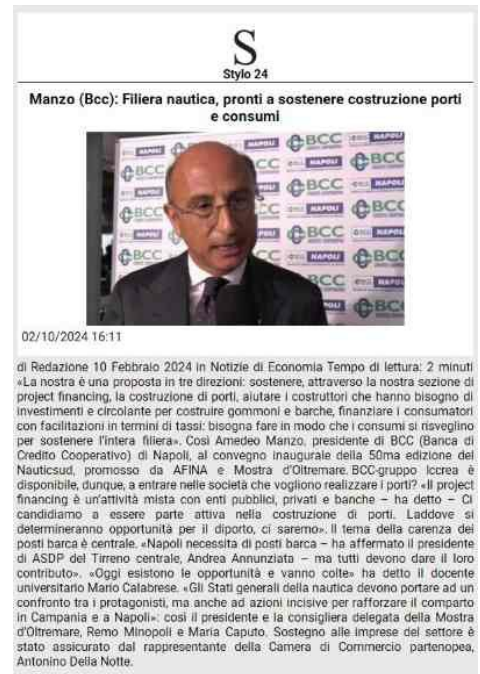 S
Stylo 24
Manzo (Bcc): Filiera nautica, pronti a sostenere costruzione porti
e consumi
BCC NAPOLI
02/10/2024 16:11
di Redazione 10 Febbraio 2024 in Notizie di Economia Tempo di lettura: 2 minuti
«La nostra è una proposta in tre direzioni: sostenere, attraverso la nostra sezione di
project financing, la costruzione di porti, aiutare i costruttori che hanno bisogno di
investimenti e circolante per costruire gommoni e barche, finanziare i consumatori
con facilitazioni in termini di tassi: bisogna fare in modo che i consumi si risveglino
per sostenere l'intera filiera». Così Amedeo Manzo, presidente di BCC (Banca di
Credito Cooperativo) di Napoli, al convegno inaugurale della 50ma edizione del
Nauticsud, promosso da AFINA e Mostra d'Oltremare. BCC-gruppo Iccrea è
disponibile, dunque, a entrare nelle società che vogliono realizzare i porti? «Il project
financing è un'attività mista con enti pubblici, privati e banche – ha detto – Ci
candidiamo a essere parte attiva nella costruzione di porti. Laddove si
determineranno opportunità per il diporto, ci saremo». Il tema della carenza dei
posti barca è centrale. «Napoli necessita di posti barca – ha affermato il presidente
di ASDP del Tirreno centrale, Andrea Annunziata – ma tutti devono dare il loro
contributo». «Oggi esistono le opportunità e vanno colte» ha detto il docente
universitario Mario Calabrese. «Gli Stati generali della nautica devono portare ad un
confronto tra i protagonisti, ma anche ad azioni incisive per rafforzare il comparto
in Campania e a Napoli»: così il presidente e la consigliera delegata della Mostra
d'Oltremare, Remo Minopoli e Maria Caputo. Sostegno alle imprese del settore è
stato assicurato dal rappresentante della Camera di Commercio partenopea,
Antonino Della Notte.